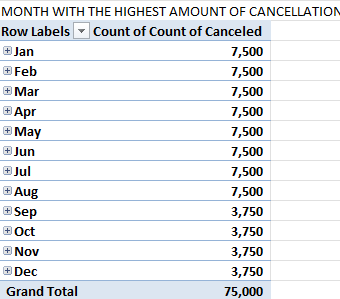 MONTH WITH THE HIGHEST AMOUNT OF CANCELLATION
Row Labels Count of Count of Canceled
Jan 7,500
Feb 7,500
Mar 7,500
Apr 7,500
May 7,500
Jun 7,500
Jul 7,500
Aug 7,500
Sep 3,750
Oct 3,750
Nov 3,750
Dec 3,750
Grand Total 75,000